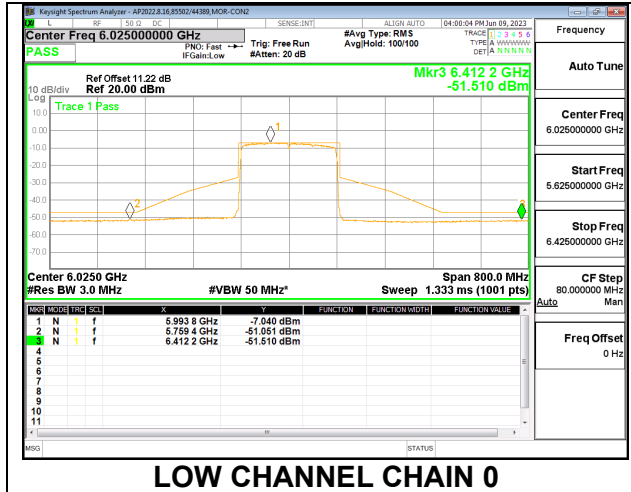 Keysight Spectrum Analyzer - AP2022.8.16,85502/44389,MOR-CON2
L RF 50 Ω DC SENSE:INT ALIGN AUTO 04:00:04 PM Jun 09, 2023
Center Freq 6.025000000 GHz
PASS
PNO: Fast
IFGain:Low
Trig: Free Run
#Atten: 20 dB
#Avg Type: RMS
Avg|Hold: 100/100
TRACE 1 2 3 4 5 6
TYPE A WWWWW
DET A N N N N N
Frequency
Auto Tune
Center Freq
6.025000000 GHz
Start Freq
5.625000000 GHz
Stop Freq
6.425000000 GHz
CF Step
80.000000 MHz
Auto Man
Freq Offset
0 Hz
Mkr3 6.412 2 GHz
-51.510 dBm
Ref Offset 11.22 dB
10 dB/div Ref 20.00 dBm
Log
Trace 1 Pass
10.0
0.00
-10.0
-20.0
-30.0
-40.0
-50.0
-60.0
-70.0
1
2
3
Center 6.0250 GHz Span 800.0 MHz
#Res BW 3.0 MHz #VBW 50 MHz* Sweep 1.333 ms (1001 pts)
MKR MODE TRC SCL X Y FUNCTION FUNCTION WIDTH FUNCTION VALUE
1 N 1 f 5.993 8 GHz -7.040 dBm
2 N 1 f 5.759 4 GHz -51.051 dBm
3 N 1 f 6.412 2 GHz -51.510 dBm
4
5
6
7
8
9
10
11
MSG STATUS
LOW CHANNEL CHAIN 0